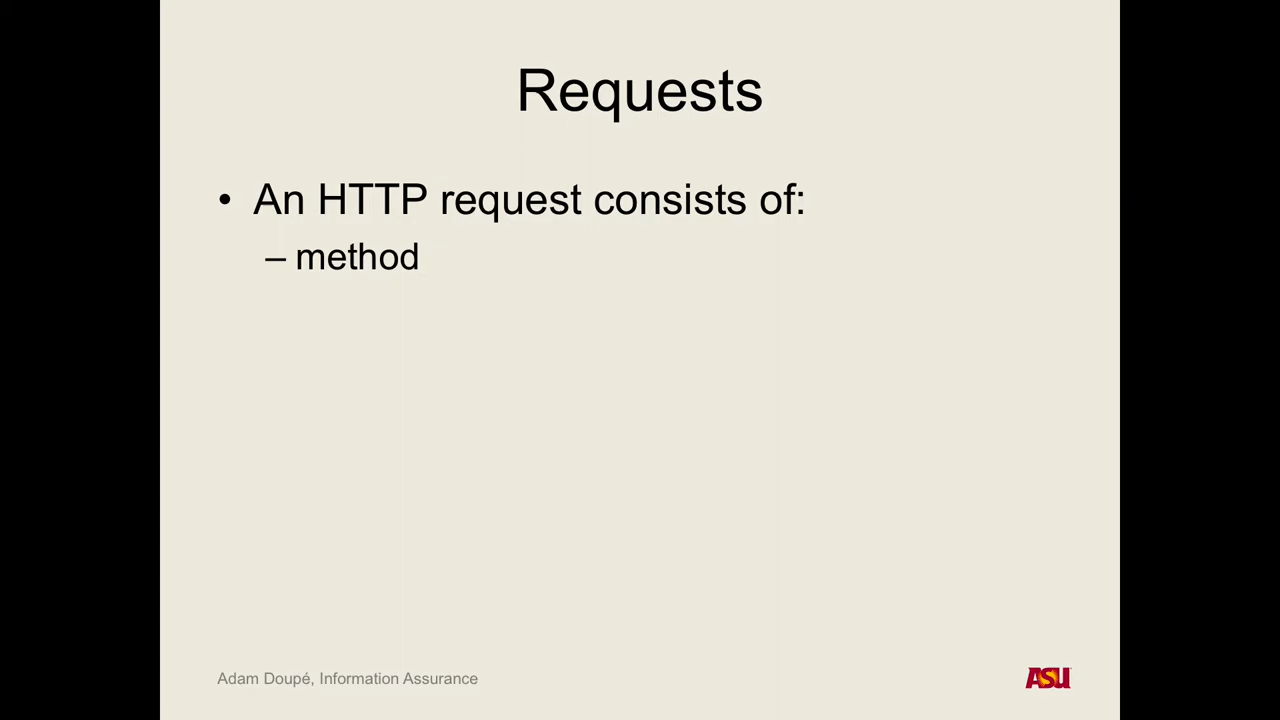 Requests
• An HTTP request consists of:
– method
Adam Doupé, Information Assurance
ASU